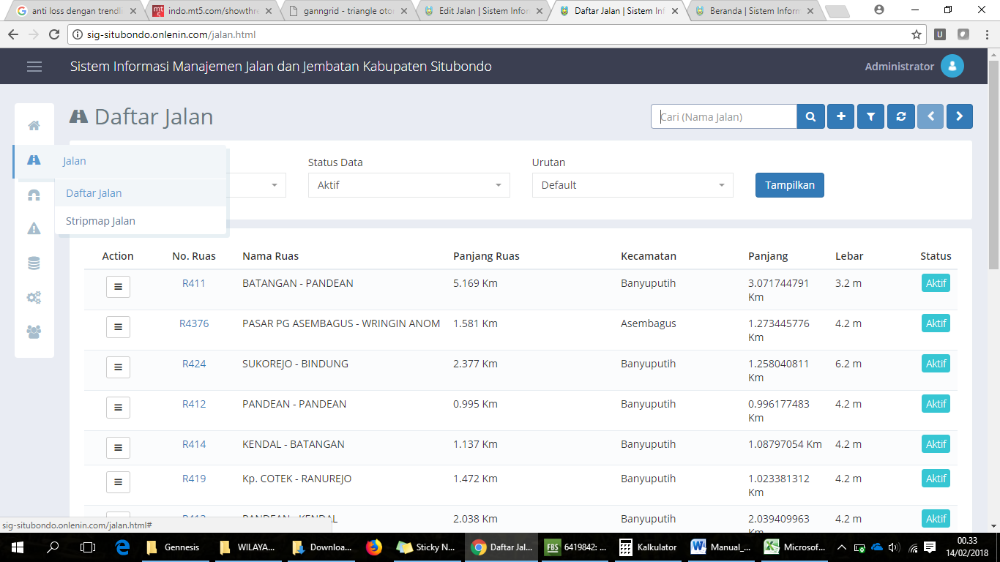 anti loss dengan trendl
indo.mt5.com/showthre
ganngrid - triangle oto
Edit Jalan | Sistem Infor
Daftar Jalan | Sistem Inf
Beranda | Sistem Inform
sig-situbondo.onlenin.com/jalan.html
Sistem Informasi Manajemen Jalan dan Jembatan Kabupaten Situbondo
Administrator
Daftar Jalan
Cari (Nama Jalan)
Jalan
Daftar Jalan
Stripmap Jalan
Status Data
Urutan
Aktif
Default
Tampilkan
Action No. Ruas Nama Ruas Panjang Ruas Kecamatan Panjang Lebar Status
R411 BATANGAN - PANDEAN 5.169 Km Banyuputih 3.071744791 Km 3.2 m Aktif
R4376 PASAR PG ASEMBAGUS - WRINGIN ANOM 1.581 Km Asembagus 1.273445776 Km 4.2 m Aktif
R424 SUKOREJO - BINDUNG 2.377 Km Banyuputih 1.258040811 Km 6.2 m Aktif
R412 PANDEAN - PANDEAN 0.995 Km Banyuputih 0.996177483 Km 4.2 m Aktif
R414 KENDAL - BATANGAN 1.137 Km Banyuputih 1.08797054 Km 4.2 m Aktif
R419 Kp. COTEK - RANUREJO 1.472 Km Banyuputih 1.023381312 Km 4.2 m Aktif
R413 PANDEAN - KENDAL 2.038 Km Banyuputih 2.039409963 Km 4.2 m Aktif
sig-situbondo.onlenin.com/jalan.html#
Gennesis
WILAYA...
Downloa...
Sticky N...
Daftar Jal...
FBS 6419842: ...
Kalkulator
Manual_...
Microsof...
00.33
14/02/2018